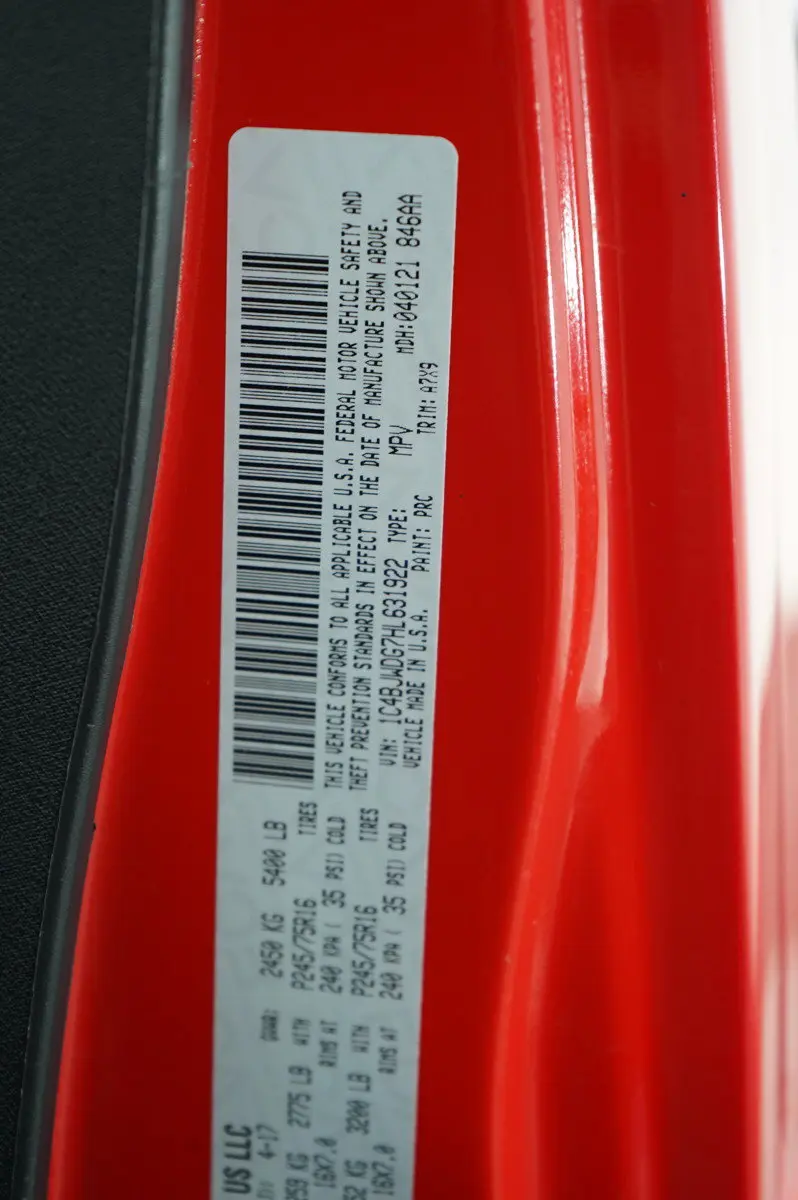 US LLC
4-17 GVWR: 2450 KG 5400 LB
KG 2775 LB WITH P245/75R16 TIRES
16X7.0 RIMS AT 240 KPA ( 35 PSI) COLD
KG 3200 LB WITH P245/75R16 TIRES
16X7.0 RIMS AT 240 KPA ( 35 PSI) COLD
THIS VEHICLE CONFORMS TO ALL APPLICABLE U.S.A. FEDERAL MOTOR VEHICLE SAFETY AND
THEFT PREVENTION STANDARDS IN EFFECT ON THE DATE OF MANUFACTURE SHOWN ABOVE.
VIN: 1C4BJWDG7HL631922 TYPE: MPV MDH:040121 846AA
VEHICLE MADE IN U.S.A. PAINT: PRC TRIM: A7X9